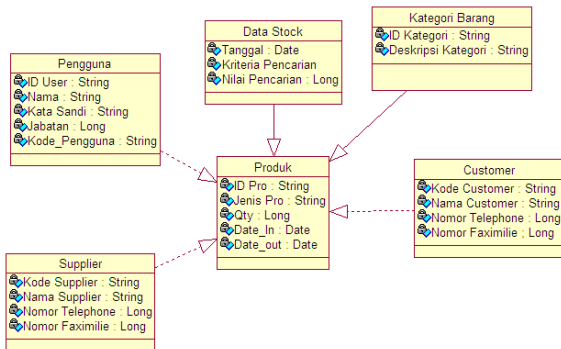 Pengguna
ID User : String
Nama : String
Kata Sandi : String
Jabatan : Long
Kode_Pengguna : String
Data Stock
Tanggal : Date
Kriteria Pencarian
Nilai Pencarian : Long
Kategori Barang
ID Kategori : String
Deskripsi Kategori : String
Produk
ID Pro : String
Jenis Pro : String
Qty : Long
Date_In : Date
Date_out : Date
Customer
Kode Customer : String
Nama Customer : String
Nomor Telephone : Long
Nomor Faximilie ; Long
Supplier
Kode Supplier : String
Nama Supplier : String
Nomor Telephone : Long
Nomor Faximilie : Long